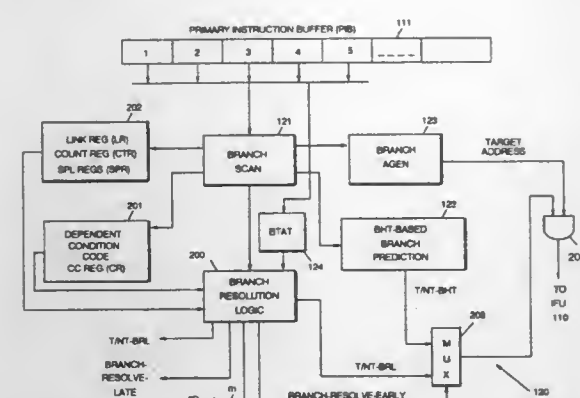 PRIMARY INSTRUCTION BUFFER (PIB)
111
1 2 3 4 5
202
LINK REG (LR)
COUNT REG (CTR)
SPL REGS (SPR)
121
BRANCH
SCAN
123
BRANCH
AGEN
TARGET
ADDRESS
201
DEPENDENT
CONDITION
CODE
CC REG (CR)
BTAT
124
122
BHT-BASED
BRANCH
PREDICTION
TO
IFU
110
200
BRANCH
RESOLUTION
LOGIC
T/NT-BHT
203
M
U
X
T/NT-BRL
T/NT-BRL
BRANCH-
RESOLVE-
LATE
m
BRANCH-RESOLVE-EARLY
120